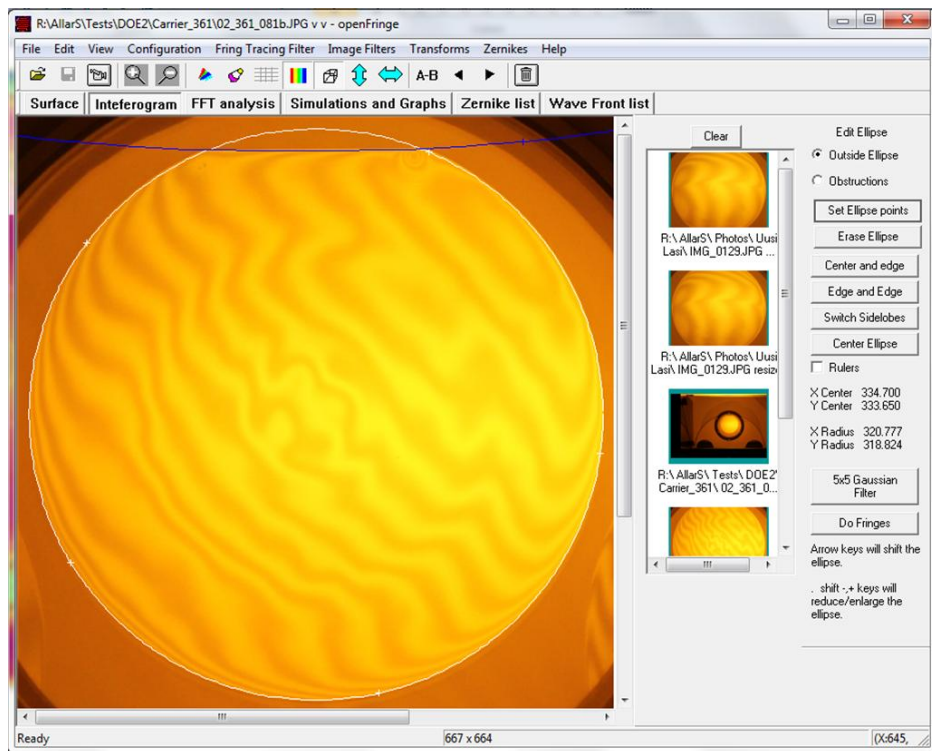 R:\AllarS\Tests\DOE2\Carrier_361\02_361_081b.JPG v v - openFringe
File Edit View Configuration Fring Tracing Filter Image Filters Transforms Zernikes Help
A-B
Surface Inteferogram FFT analysis Simulations and Graphs Zernike list Wave Front list
Clear
R:\ AllarS\ Photos\ Uusi
Lasi\ IMG_0129.JPG ...
R:\ AllarS\ Photos\ Uusi
Lasi\ IMG_0129.JPG resize
R:\ AllarS\ Tests\ DOE2\
Carrier_361\ 02_361_0...
Edit Ellipse
Outside Ellipse
Obstructions
Set Ellipse points
Erase Ellipse
Center and edge
Edge and Edge
Switch Sidelobes
Center Ellipse
Rulers
X Center 334.700
Y Center 333.650
X Radius 320.777
Y Radius 318.824
5x5 Gaussian
Filter
Do Fringes
Arrow keys will shift the
ellipse.
. shift -,+ keys will
reduce/enlarge the
ellipse.
Ready 667 x 664 (X:645,